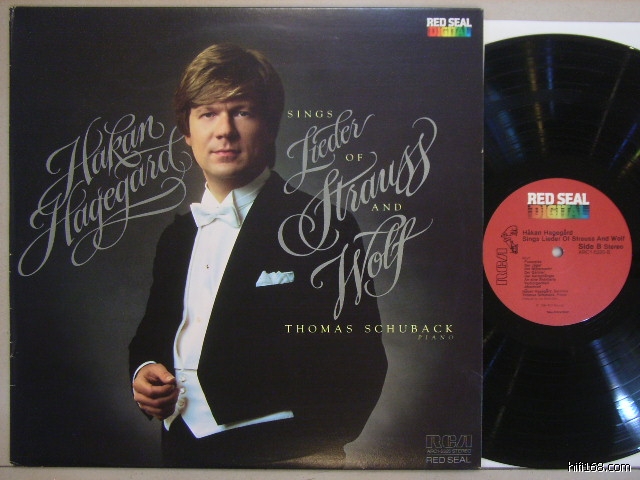 Håkan
Hagegård
SINGS
Lieder
OF
Strauss
AND
Wolf
THOMAS SCHUBACK
PIANO
RED SEAL
DIGITAL
RCA
RED SEAL
RED SEAL
DIGITAL
RCA
Håkan Hagegård
Sings Lieder Of Strauss And Wolf
Side B Stereo
hifi168.com